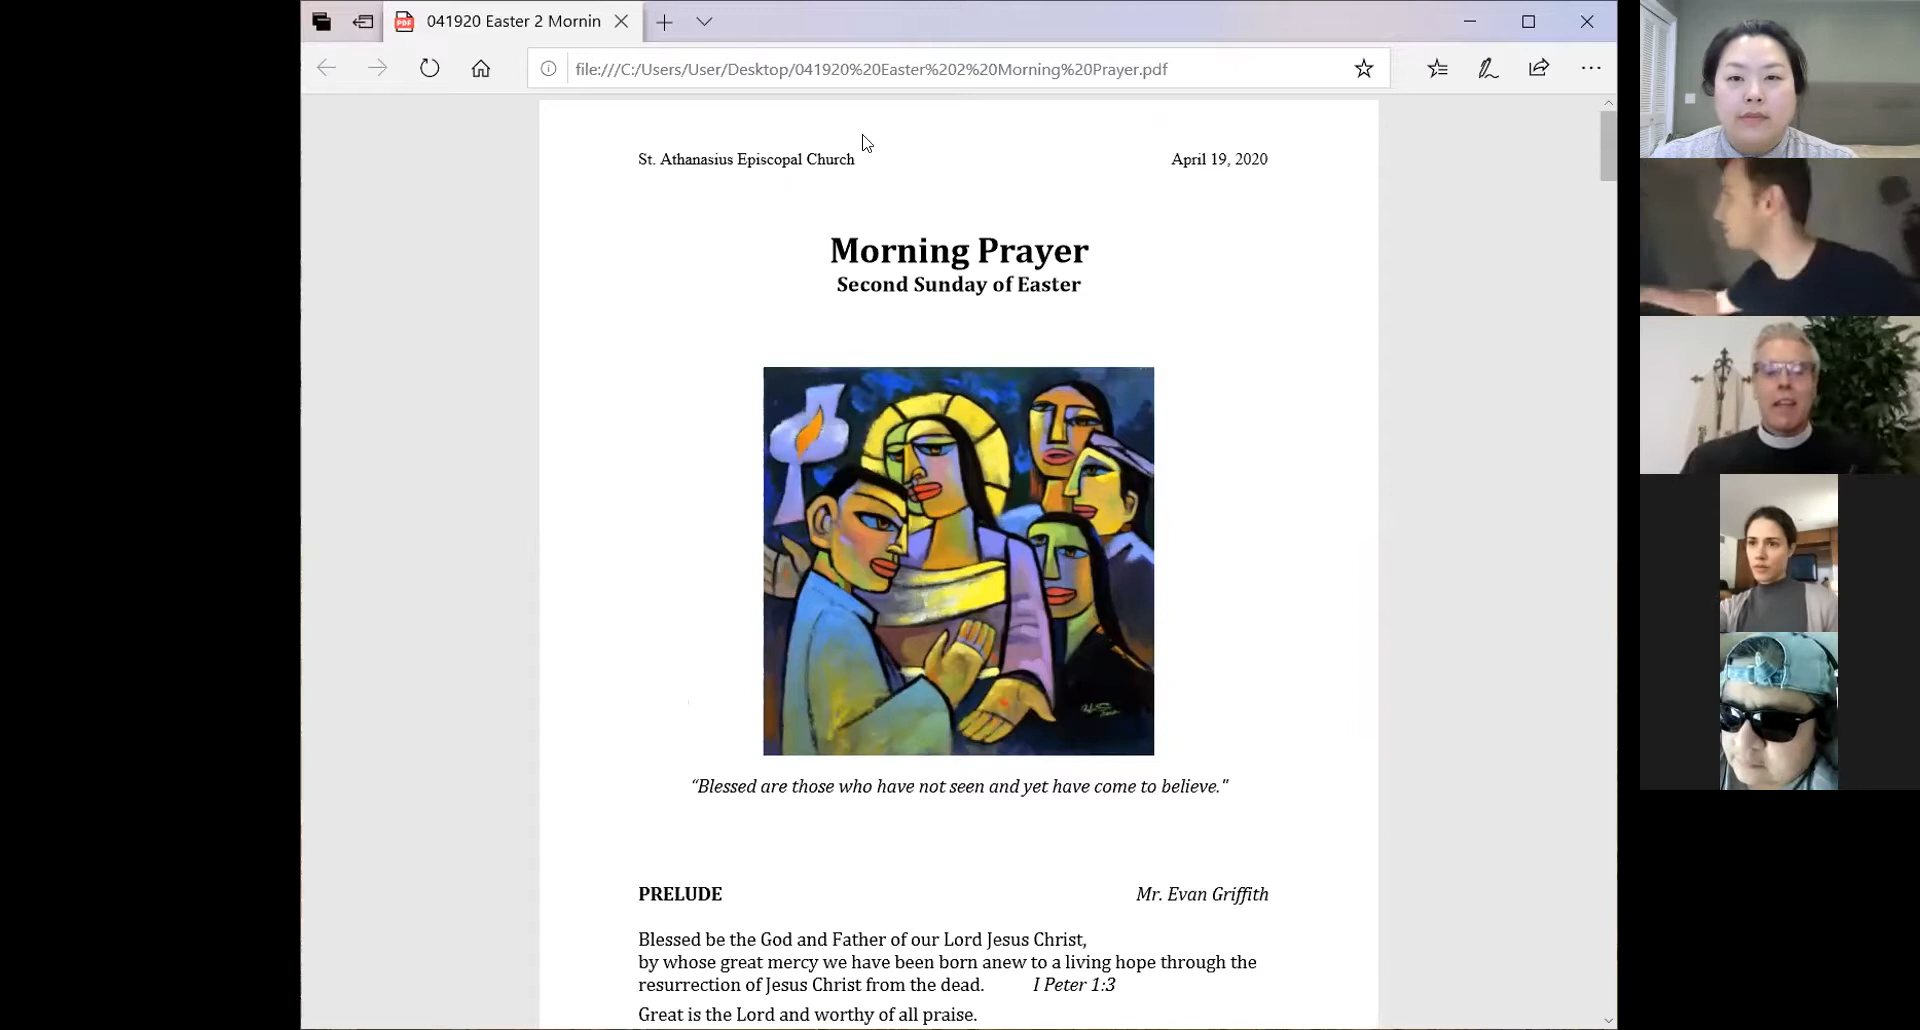 041920 Easter 2 Mornin
file:///C:/Users/User/Desktop/041920%20Easter%202%20Morning%20Prayer.pdf
St. Athanasius Episcopal Church April 19, 2020
Morning Prayer
Second Sunday of Easter
“Blessed are those who have not seen and yet have come to believe."
PRELUDE Mr. Evan Griffith
Blessed be the God and Father of our Lord Jesus Christ,
by whose great mercy we have been born anew to a living hope through the
resurrection of Jesus Christ from the dead. I Peter 1:3
Great is the Lord and worthy of all praise.